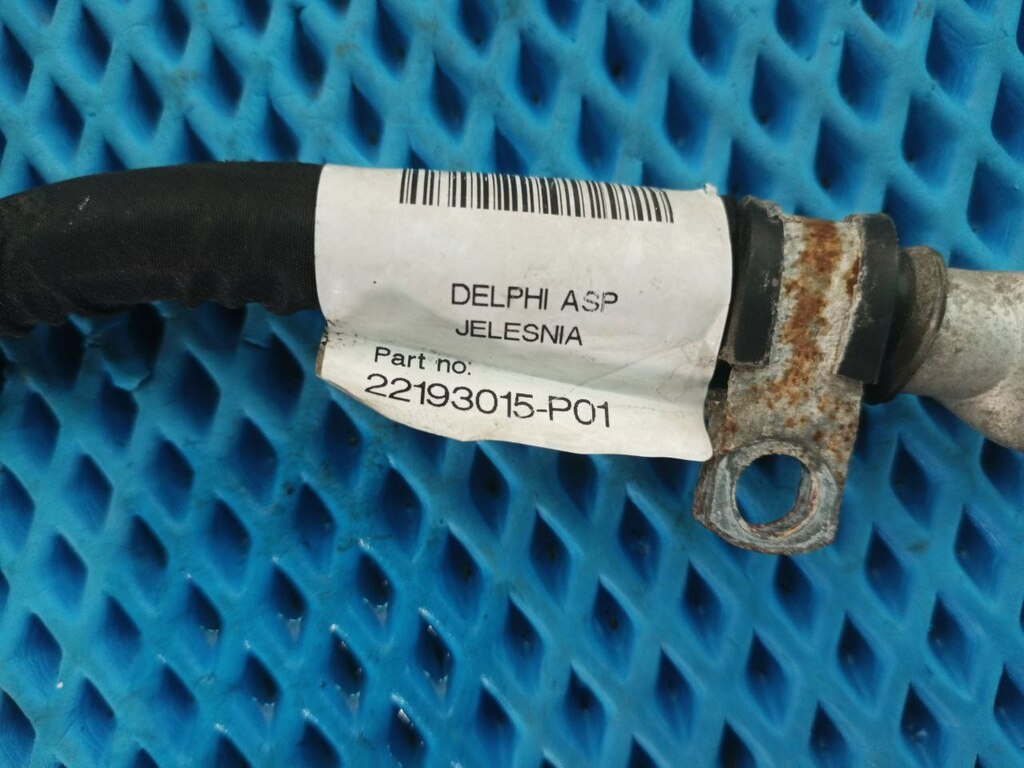 DELPHI ASP
JELESNIA
Part no:
22193015-P01